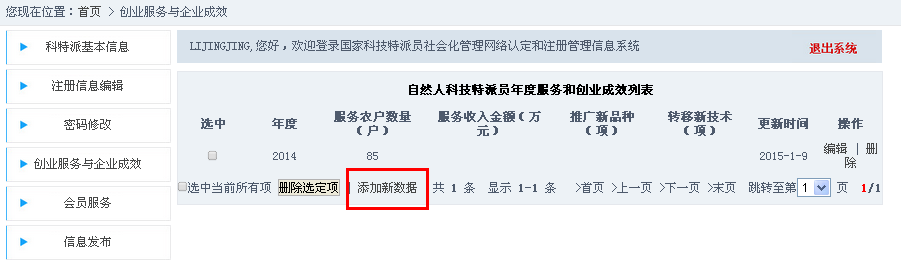 您现在位置：首页 > 创业服务与企业成效
科特派基本信息
注册信息编辑
密码修改
创业服务与企业成效
会员服务
信息发布
LIJINGJING,您好，欢迎登录国家科技特派员社会化管理网络认定和注册管理信息系统
退出系统
自然人科技特派员年度服务和创业成效列表
选中 年度 服务农户数量（户） 服务收入金额（万元） 推广新品种（项） 转移新技术（项） 更新时间 操作
2014 85 2015-1-9 编辑 | 删除
选中当前所有项 删除选定项 | 添加新数据 共 1 条 显示 1-1 条 >首页 >上一页 >下一页 >末页 跳转至第 1 页 1/1